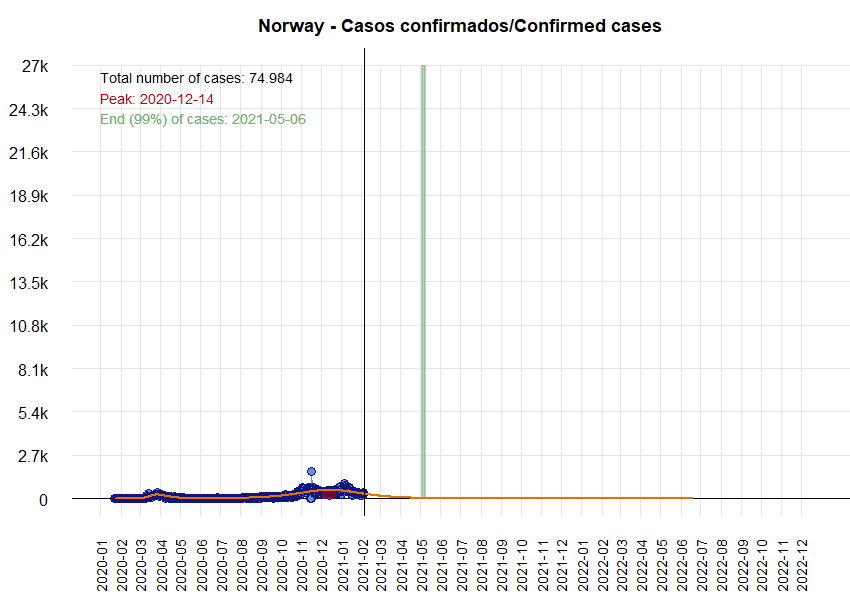 Norway - Casos confirmados/Confirmed cases
27k
Total number of cases: 74.984
Peak: 2020-12-14
24.3k
End (99%) of cases: 2021-05-06
21.6k
18.9k
16.2k
13.5k
10.8k
8.1k
5.4k
2.7k
0
2020-01
2020-02
2020-03
2020-04
2020-05
2020-06
2020-07
2020-08
2020-09
2020-10
2020-11
2020-12
2021-01
2021-02
2021-03
2021-04
2021-05
2021-06
2021-07
2021-08
2021-09
2021-10
2021-11
2021-12
2022-01
2022-02
2022-03
2022-04
2022-05
2022-06
2022-07
2022-08
2022-09
2022-10
2022-11
2022-12